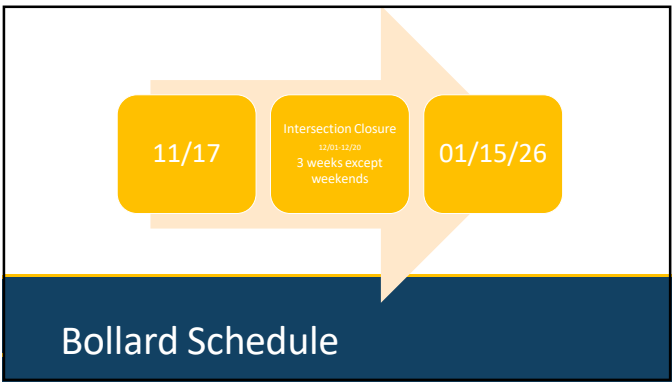 11/17
Intersection Closure
12/01-12/20
3 weeks except
weekends
01/15/26
Bollard Schedule